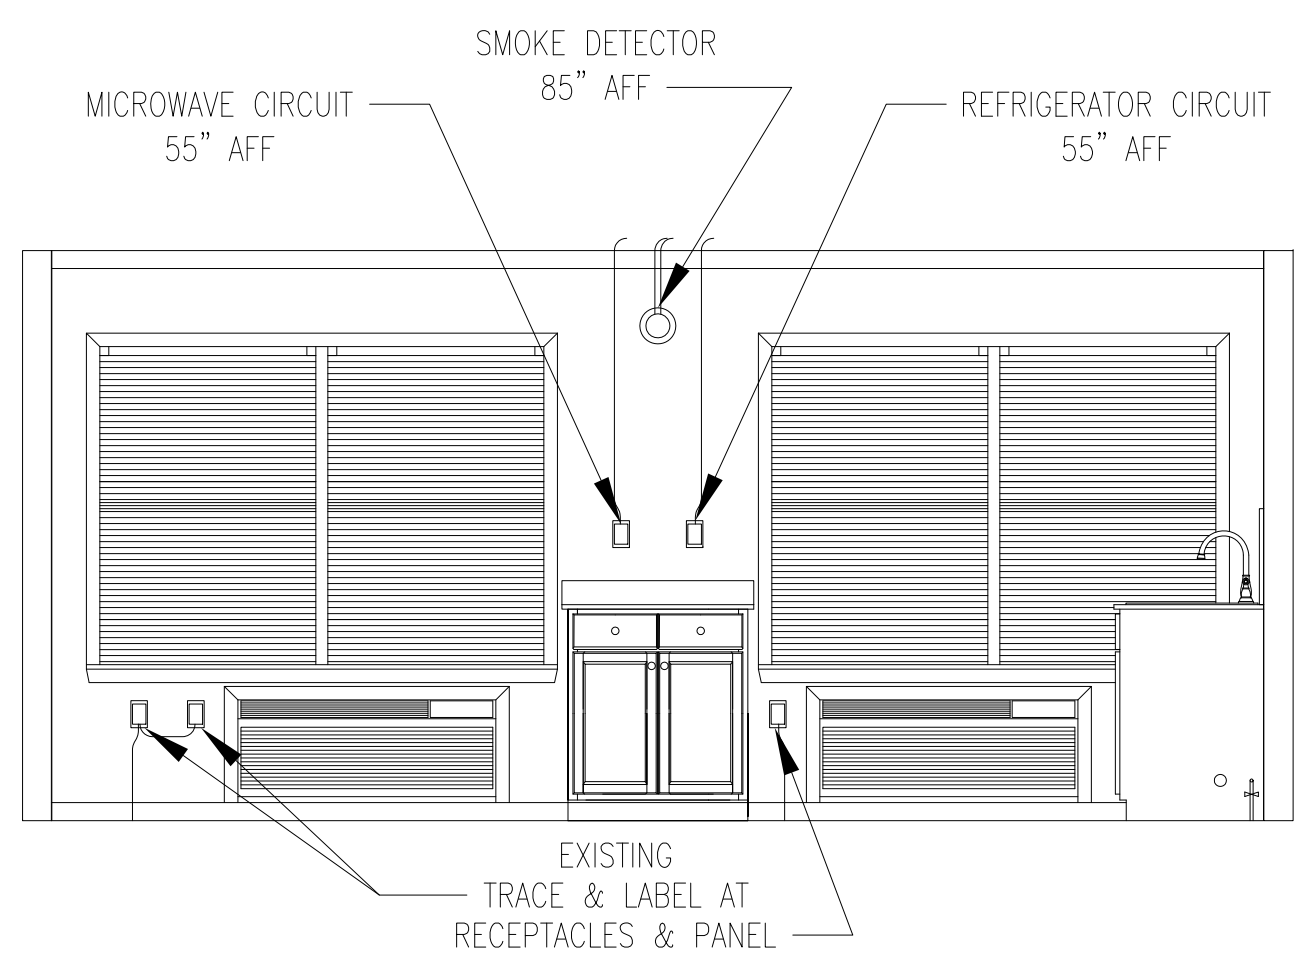 SMOKE DETECTOR
85” AFF
MICROWAVE CIRCUIT
55” AFF
REFRIGERATOR CIRCUIT
55” AFF
EXISTING
TRACE & LABEL AT
RECEPTACLES & PANEL